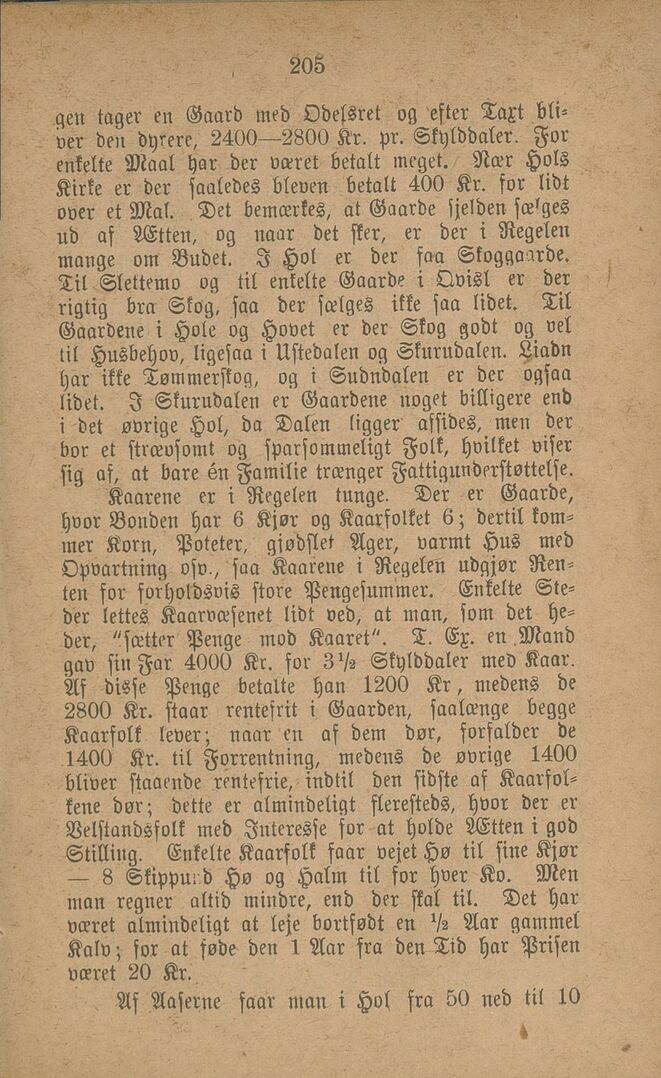 205
gen tager en Gaard med Odelsret og efter Taxt bli-
ver den dyrere, 2400—2800 Kr. pr. Skylddaler. For
enkelte Maal har der været betalt meget. Nær Hols
Kirke er der saaledes bleven betalt 400 Kr. for lidt
over et Mal. Det bemærkes, at Gaarde sjelden sælges
ud af Ætten, og naar det sker, er der i Regelen
mange om Budet. I Hol er der faa Skoggaarde.
Til Slettemo og til enkelte Gaarde i Qvisl er der
rigtig bra Skog, saa der sælges ikke saa lidet. Til
Gaardene i Hole og Hovet er der Skog godt og vel
til Husbehov, ligesaa i Ustedalen og Skurudalen. Liadn
har ikke Tømmerskog, og i Sudndalen er der ogsaa
lidet. I Skurudalen er Gaardene noget billigere end
i det øvrige Hol, da Dalen ligger afsides, men der
bor et strævsomt og sparsommeligt Folk, hvilket viser
sig af, at bare én Familie trænger Fattigunderstøttelse.
Kaarene er i Regelen tunge. Der er Gaarde,
hvor Bonden har 6 Kjør og Kaarfolket 6; dertil kom-
mer Korn, Poteter, gjødslet Ager, varmt Hus med
Opvartning osv., saa Kaarene i Regelen udgjør Ren-
ten for forholdsvis store Pengesummer. Enkelte Ste-
der lettes Kaarvæsenet lidt ved, at man, som det he-
der, "sætter Penge mod Kaaret". T. Ex. en Mand
gav sin Far 4000 Kr. for 3½ Skylddaler med Kaar.
Af disse Penge betalte han 1200 Kr, medens de
2800 Kr. staar rentefrit i Gaarden, saalænge begge
Kaarfolk lever; naar en af dem dør, forfalder de
1400 Kr. til Forrentning, medens de øvrige 1400
bliver staaende rentefrie, indtil den sidste af Kaarfol-
kene dør; dette er almindeligt fleresteds, hvor der er
Velstandsfolk med Interesse for at holde Ætten i god
Stilling. Enkelte Kaarfolk faar vejet Hø til sine Kjør
— 8 Skippund Hø og Halm til for hver Ko. Men
man regner altid mindre, end der skal til. Det har
været almindeligt at leje bortfødt en ½ Aar gammel
Kalv; for at føde den 1 Aar fra den Tid har Prisen
været 20 Kr.
Af Aaserne faar man i Hol fra 50 ned til 10